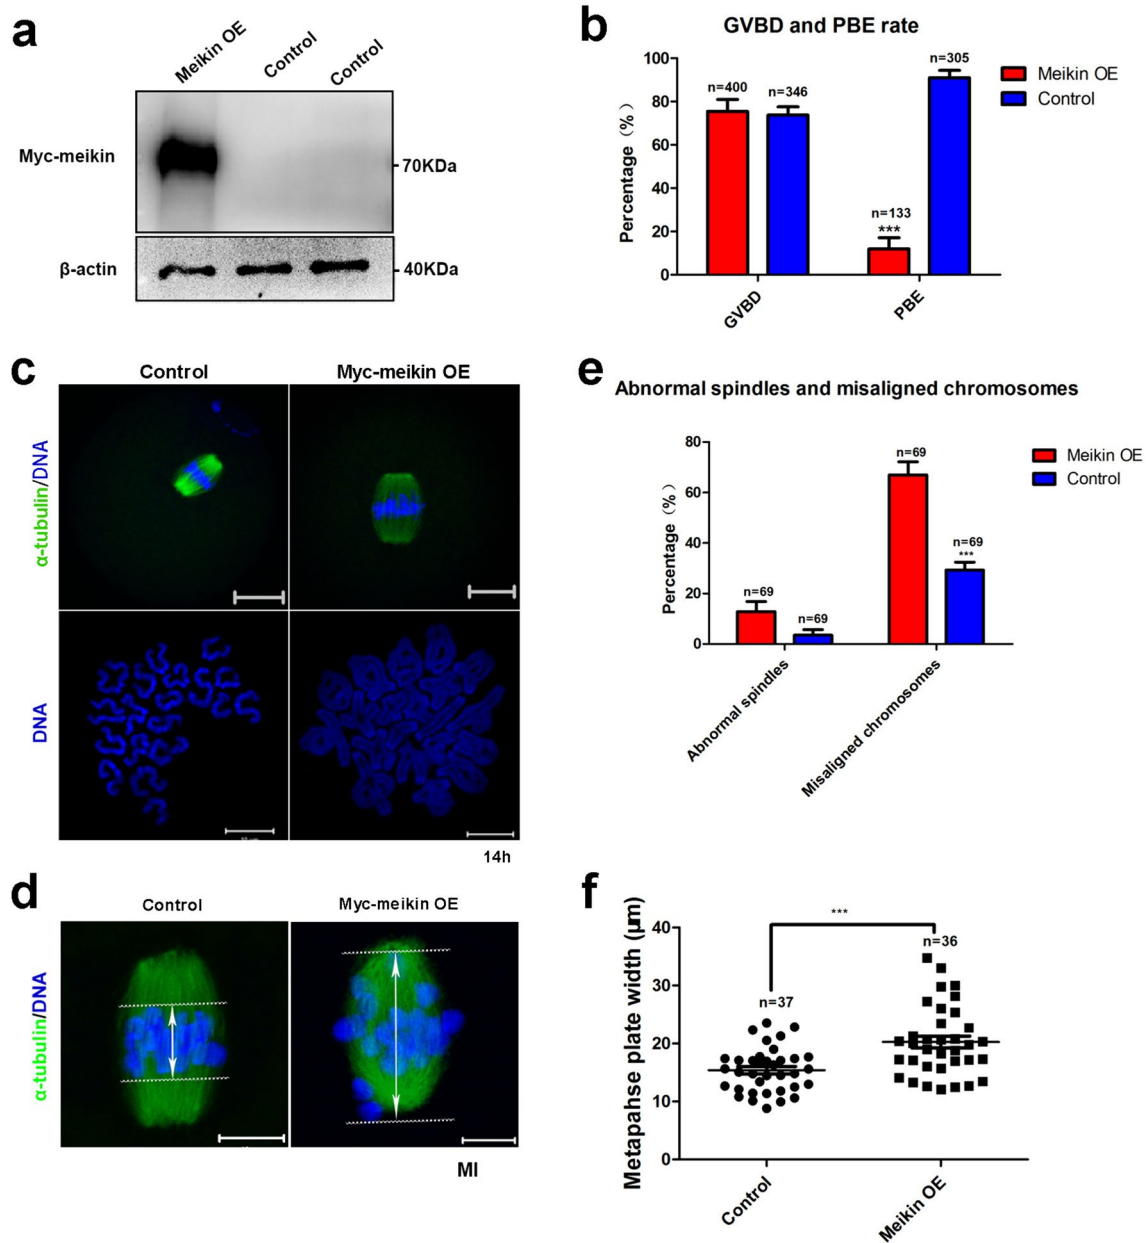 a
Meikin OE
Control
Control
Myc-meikin
70KDa
β-actin
40KDa
b
GVBD and PBE rate
Percentage (%)
100
80
60
40
20
0
n=400
n=346
n=133
***
n=305
GVBD
PBE
Meikin OE
Control
c
Control
Myc-meikin OE
α-tubulin/DNA
DNA
14h
e
Abnormal spindles and misaligned chromosomes
Percentage (%)
80
60
40
20
0
n=69
n=69
n=69
n=69
***
Abnormal spindles
Misaligned chromosomes
Meikin OE
Control
d
Control
Myc-meikin OE
α-tubulin/DNA
MI
f
Metapahse plate width (μm)
40
30
20
10
0
***
n=37
n=36
Control
Meikin OE